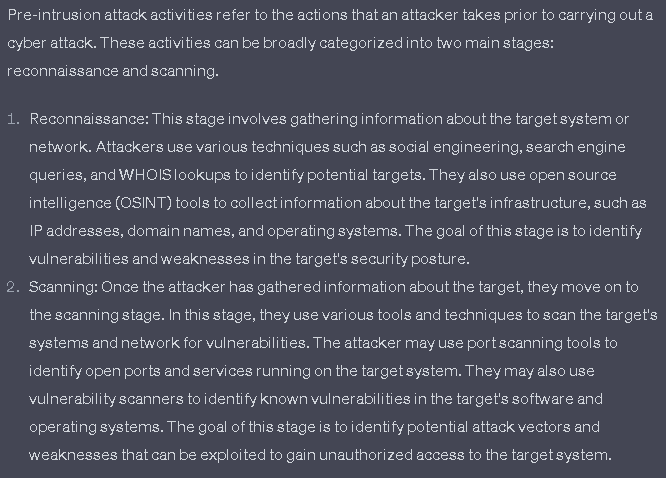 Pre-intrusion attack activities refer to the actions that an attacker takes prior to carrying out a
cyber attack. These activities can be broadly categorized into two main stages:
reconnaissance and scanning.
1. Reconnaissance: This stage involves gathering information about the target system or
network. Attackers use various techniques such as social engineering, search engine
queries, and WHOIS lookups to identify potential targets. They also use open source
intelligence (OSINT) tools to collect information about the target's infrastructure, such as
IP addresses, domain names, and operating systems. The goal of this stage is to identify
vulnerabilities and weaknesses in the target's security posture.
2. Scanning: Once the attacker has gathered information about the target, they move on to
the scanning stage. In this stage, they use various tools and techniques to scan the target's
systems and network for vulnerabilities. The attacker may use port scanning tools to
identify open ports and services running on the target system. They may also use
vulnerability scanners to identify known vulnerabilities in the target's software and
operating systems. The goal of this stage is to identify potential attack vectors and
weaknesses that can be exploited to gain unauthorized access to the target system.